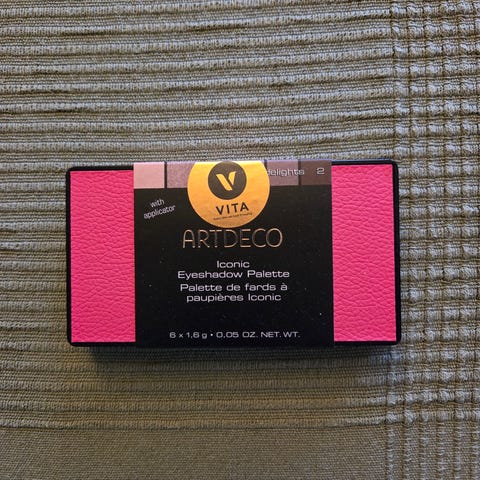 delights 2
with
applicator
V
VITA
ARTDECO
Iconic
Eyeshadow Palette
Palette de fards à
paupières Iconic
6 x 1,6 g • 0.05 OZ. NET. WT.